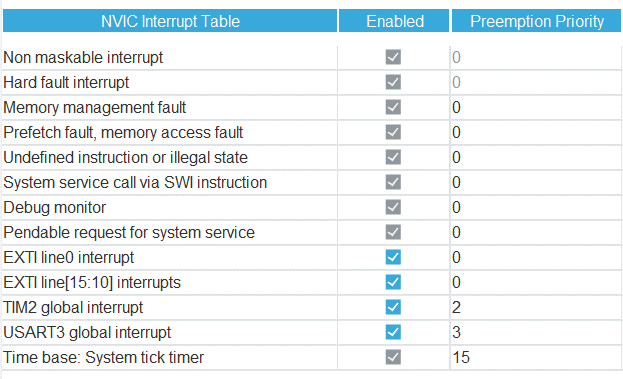 NVIC Interrupt Table Enabled Preemption Priority
Non maskable interrupt 0
Hard fault interrupt 0
Memory management fault 0
Prefetch fault, memory access fault 0
Undefined instruction or illegal state 0
System service call via SWI instruction 0
Debug monitor 0
Pendable request for system service 0
EXTI line0 interrupt 0
EXTI line[15:10] interrupts 0
TIM2 global interrupt 2
USART3 global interrupt 3
Time base: System tick timer 15